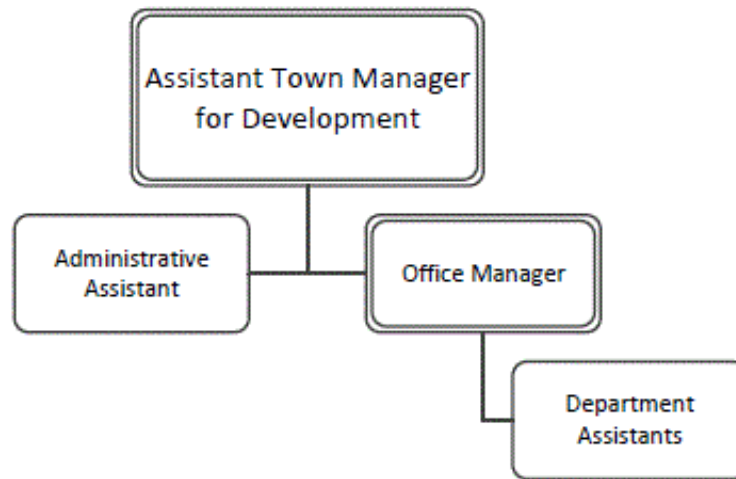 Assistant Town Manager
for Development
Administrative
Assistant
Office Manager
Department
Assistants